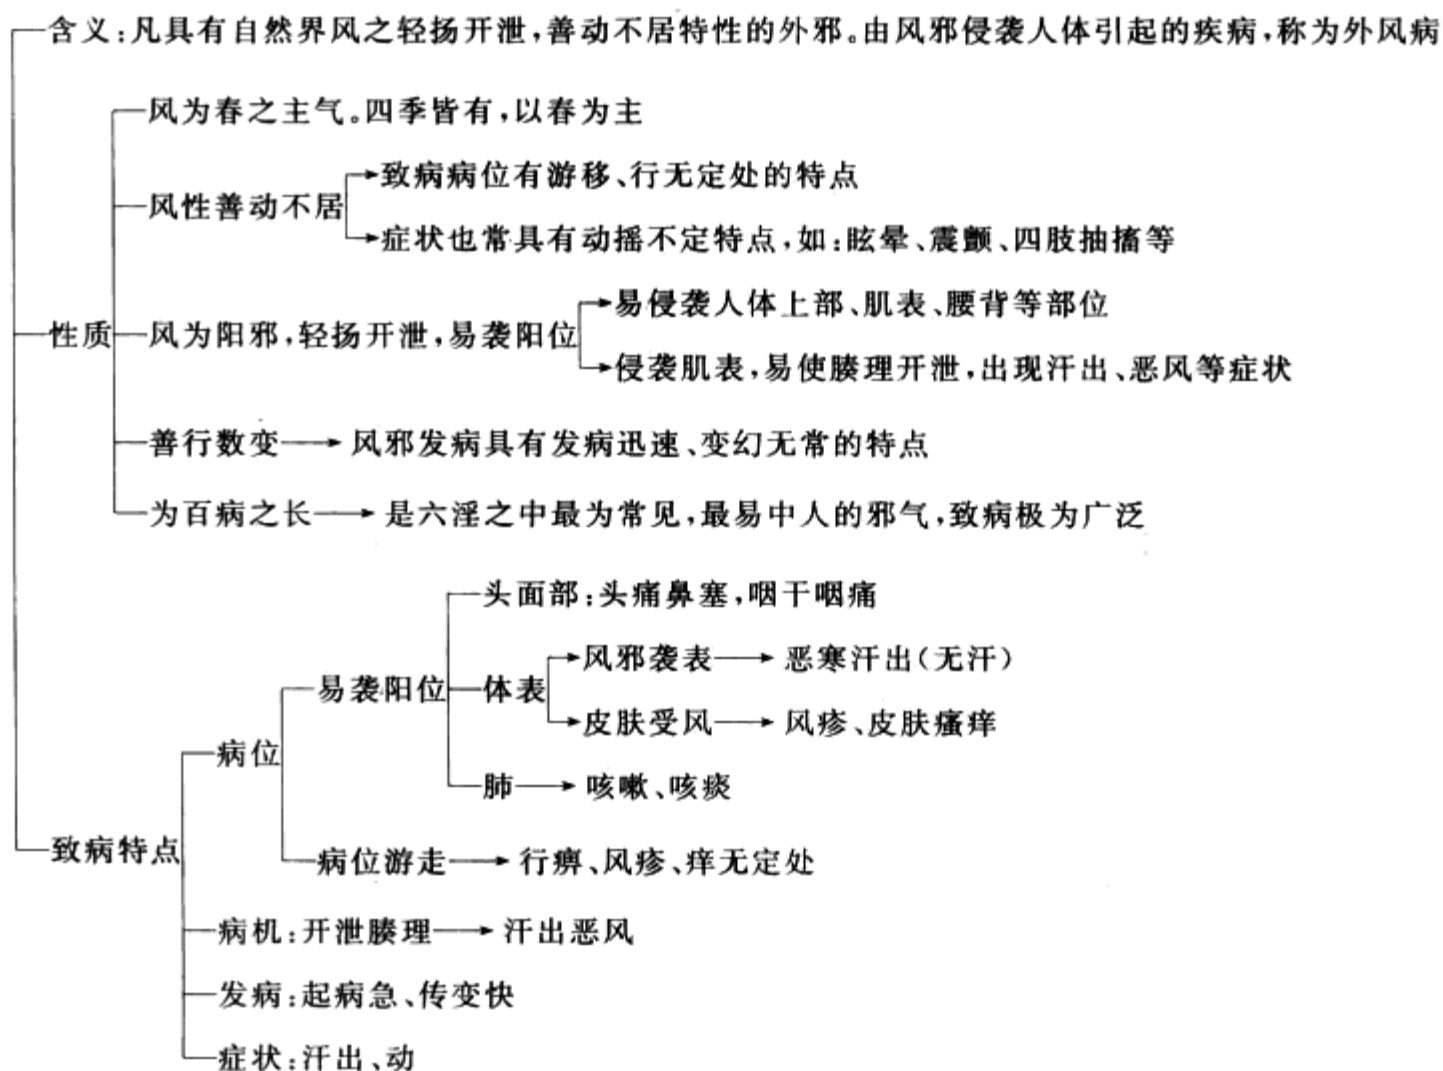 含义:凡具有自然界风之轻扬开泄,善动不居特性的外邪。由风邪侵袭人体引起的疾病,称为外风病
风为春之主气。四季皆有,以春为主
致病病位有游移、行无定处的特点
风性善动不居
症状也常具有动摇不定特点,如:眩晕、震颤、四肢抽搐等
易侵袭人体上部、肌表、腰背等部位
性质
风为阳邪,轻扬开泄,易袭阳位
侵袭肌表,易使腠理开泄,出现汗出、恶风等症状
善行数变 → 风邪发病具有发病迅速、变幻无常的特点
为百病之长 → 是六淫之中最为常见,最易中人的邪气,致病极为广泛
头面部:头痛鼻塞,咽干咽痛
风邪袭表 → 恶寒汗出(无汗)
易袭阳位
体表
皮肤受风 → 风疹、皮肤瘙痒
病位
肺 → 咳嗽、咳痰
致病特点
病位游走 → 行痹、风疹、痒无定处
病机:开泄腠理 → 汗出恶风
发病:起病急、传变快
症状:汗出、动